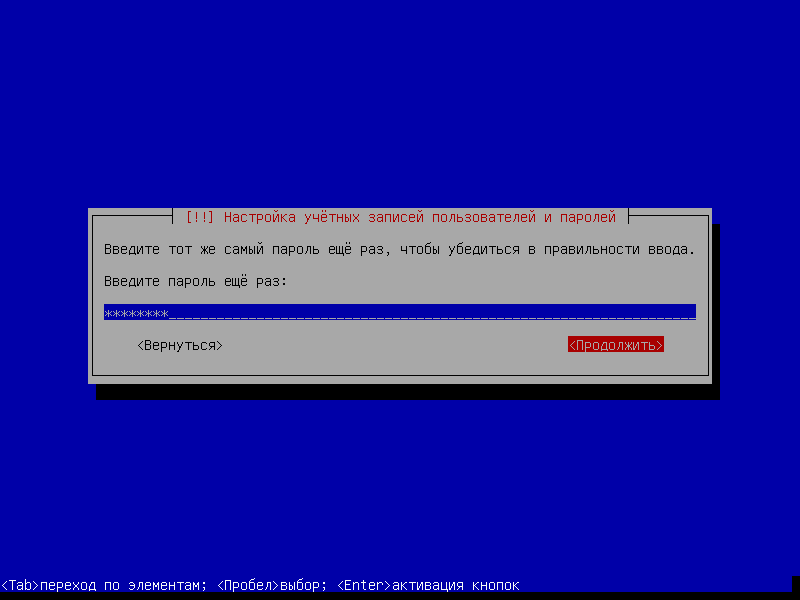 [!!] Настройка учётных записей пользователей и паролей
Введите тот же самый пароль ещё раз, чтобы убедиться в правильности ввода.
Введите пароль ещё раз:
********
<Вернуться> <Продолжить>
<Tab>переход по элементам; <Пробел>выбор; <Enter>активация кнопок